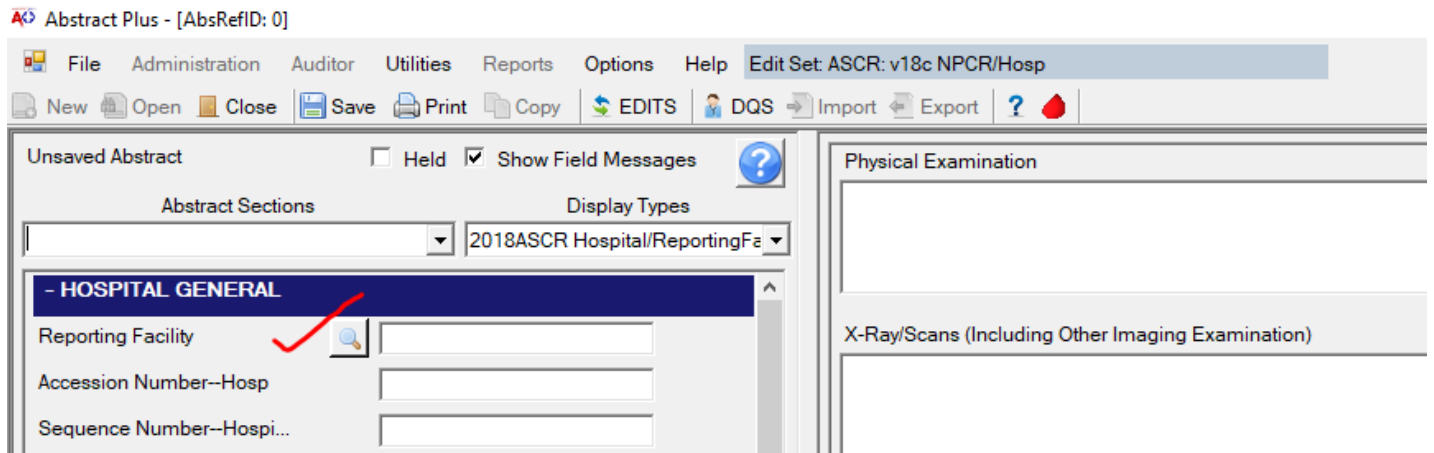 Abstract Plus - [AbsRefID: 0]
File Administration Auditor Utilities Reports Options Help Edit Set: ASCR: v18c NPCR/Hosp
New Open Close Save Print Copy EDITS DQS Import Export ?
Unsaved Abstract Held Show Field Messages ?
Abstract Sections Display Types
2018ASCR Hospital/ReportingFa
- HOSPITAL GENERAL
Reporting Facility
Accession Number--Hosp
Sequence Number--Hospi...
Physical Examination
X-Ray/Scans (Including Other Imaging Examination)